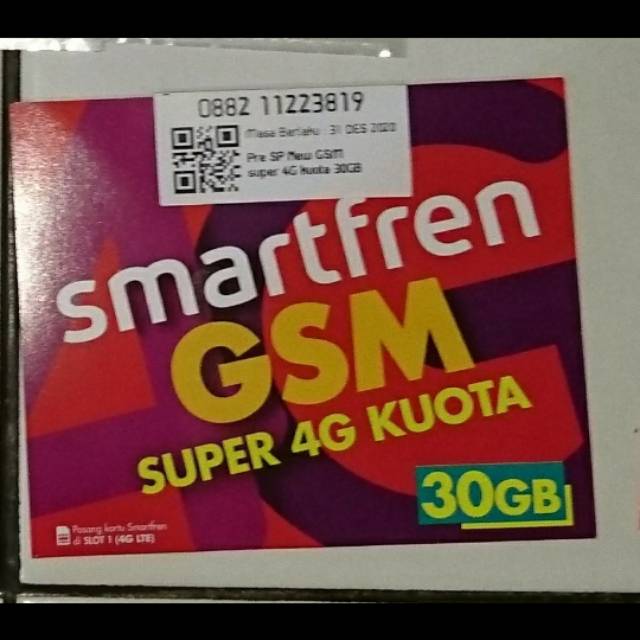 0882 11223819
Masa Berlaku : 31 DES 2020
Pre SP New GSM
super 4G kuota 30GB
smartfren
GSM
SUPER 4G KUOTA
30GB
Pasang kartu Smartfren
di SLOT 1 (4G LTE)